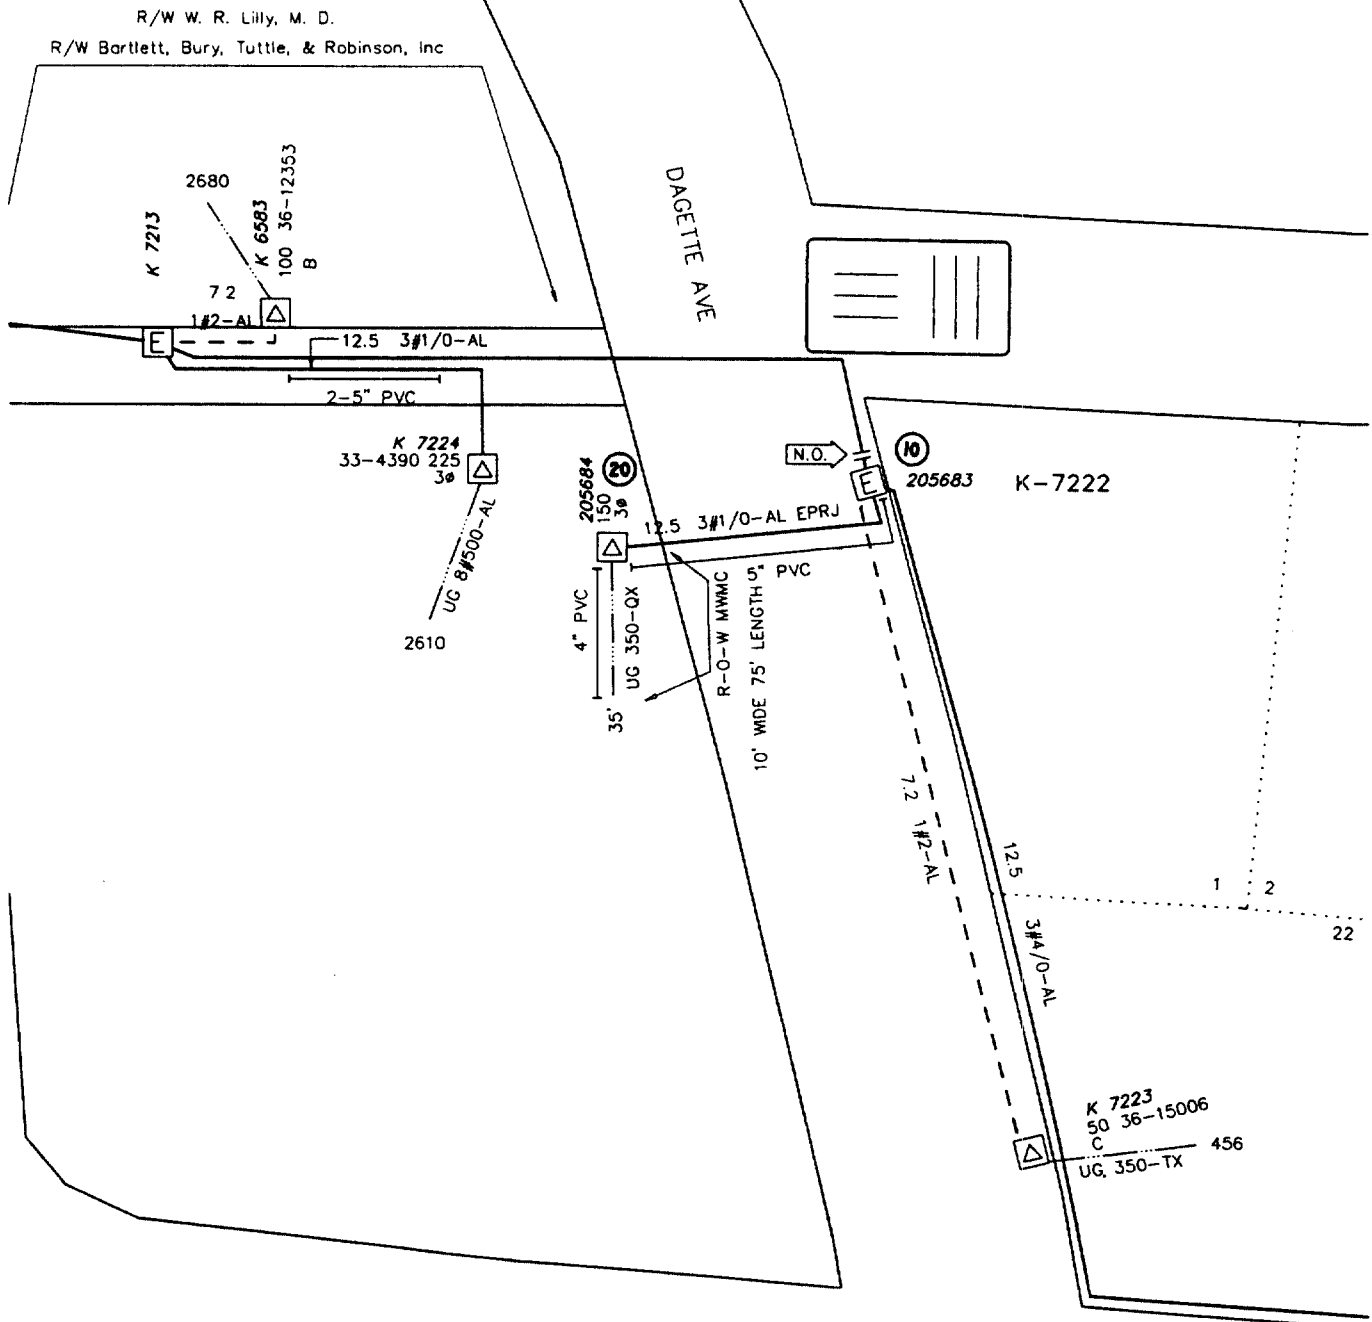 R/W W. R. Lilly, M. D.
R/W Bartlett, Bury, Tuttle, & Robinson, Inc
DAGETTE AVE
2680
K 7213
K 6583
100 36-12353
B
7 2
1#2-AL
E
12.5 3#1/0-AL
2-5" PVC
K 7224
33-4390 225
3ø
UG 8#500-AL
2610
205684
150
3ø
20
N.O.
10
E
205683
K-7222
12.5 3#1/0-AL EPRJ
5" PVC
4" PVC
UG 350-QX
35'
R-O-W MWMC
10' WIDE 75' LENGTH
7.2 1#2-AL
12.5
3#4/0-AL
1
2
22
K 7223
50 36-15006
C
UG, 350-TX
456